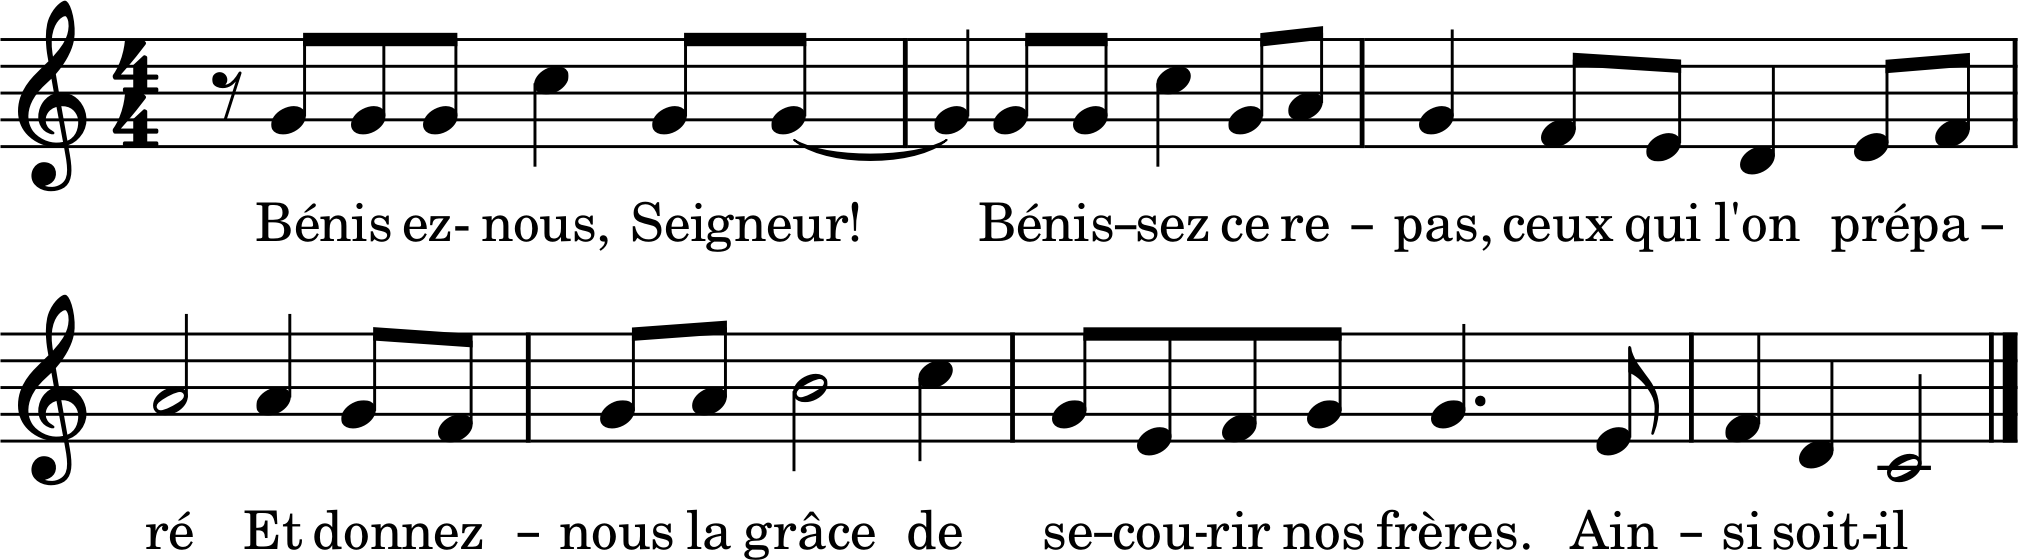 Bénis ez- nous, Seigneur! Bénis–sez ce re – pas, ceux qui l'on prépa –
ré Et donnez – nous la grâce de se–cou-rir nos frères. Ain – si soit-il